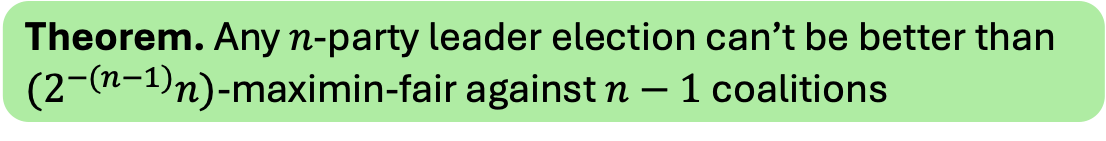 Theorem. Any n-party leader election can't be better than
(2^{-(n-1)}n)-maximin-fair against n − 1 coalitions